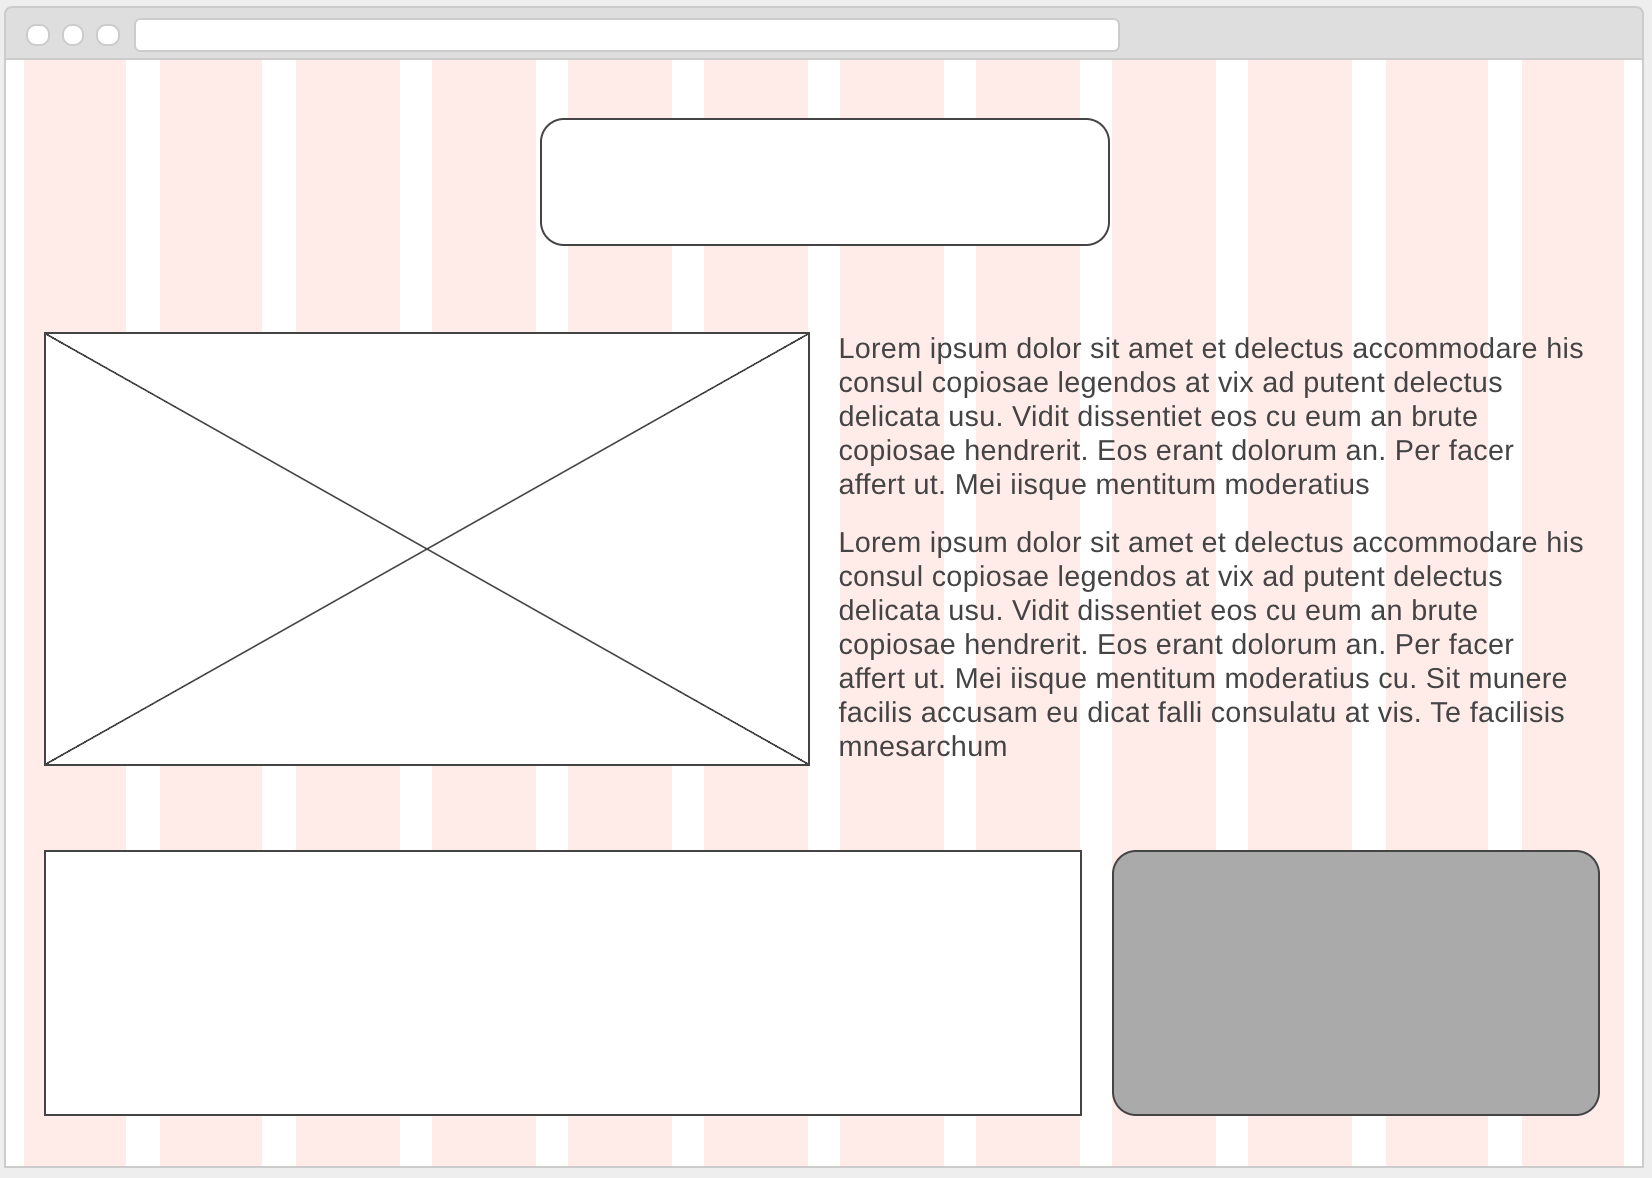 Lorem ipsum dolor sit amet et delectus accommodare his
consul copiosae legendos at vix ad putent delectus
delicata usu. Vidit dissentiet eos cu eum an brute
copiosae hendrerit. Eos erant dolorum an. Per facer
affert ut. Mei iisque mentitum moderatius
Lorem ipsum dolor sit amet et delectus accommodare his
consul copiosae legendos at vix ad putent delectus
delicata usu. Vidit dissentiet eos cu eum an brute
copiosae hendrerit. Eos erant dolorum an. Per facer
affert ut. Mei iisque mentitum moderatius cu. Sit munere
facilis accusam eu dicat falli consulatu at vis. Te facilisis
mnesarchum